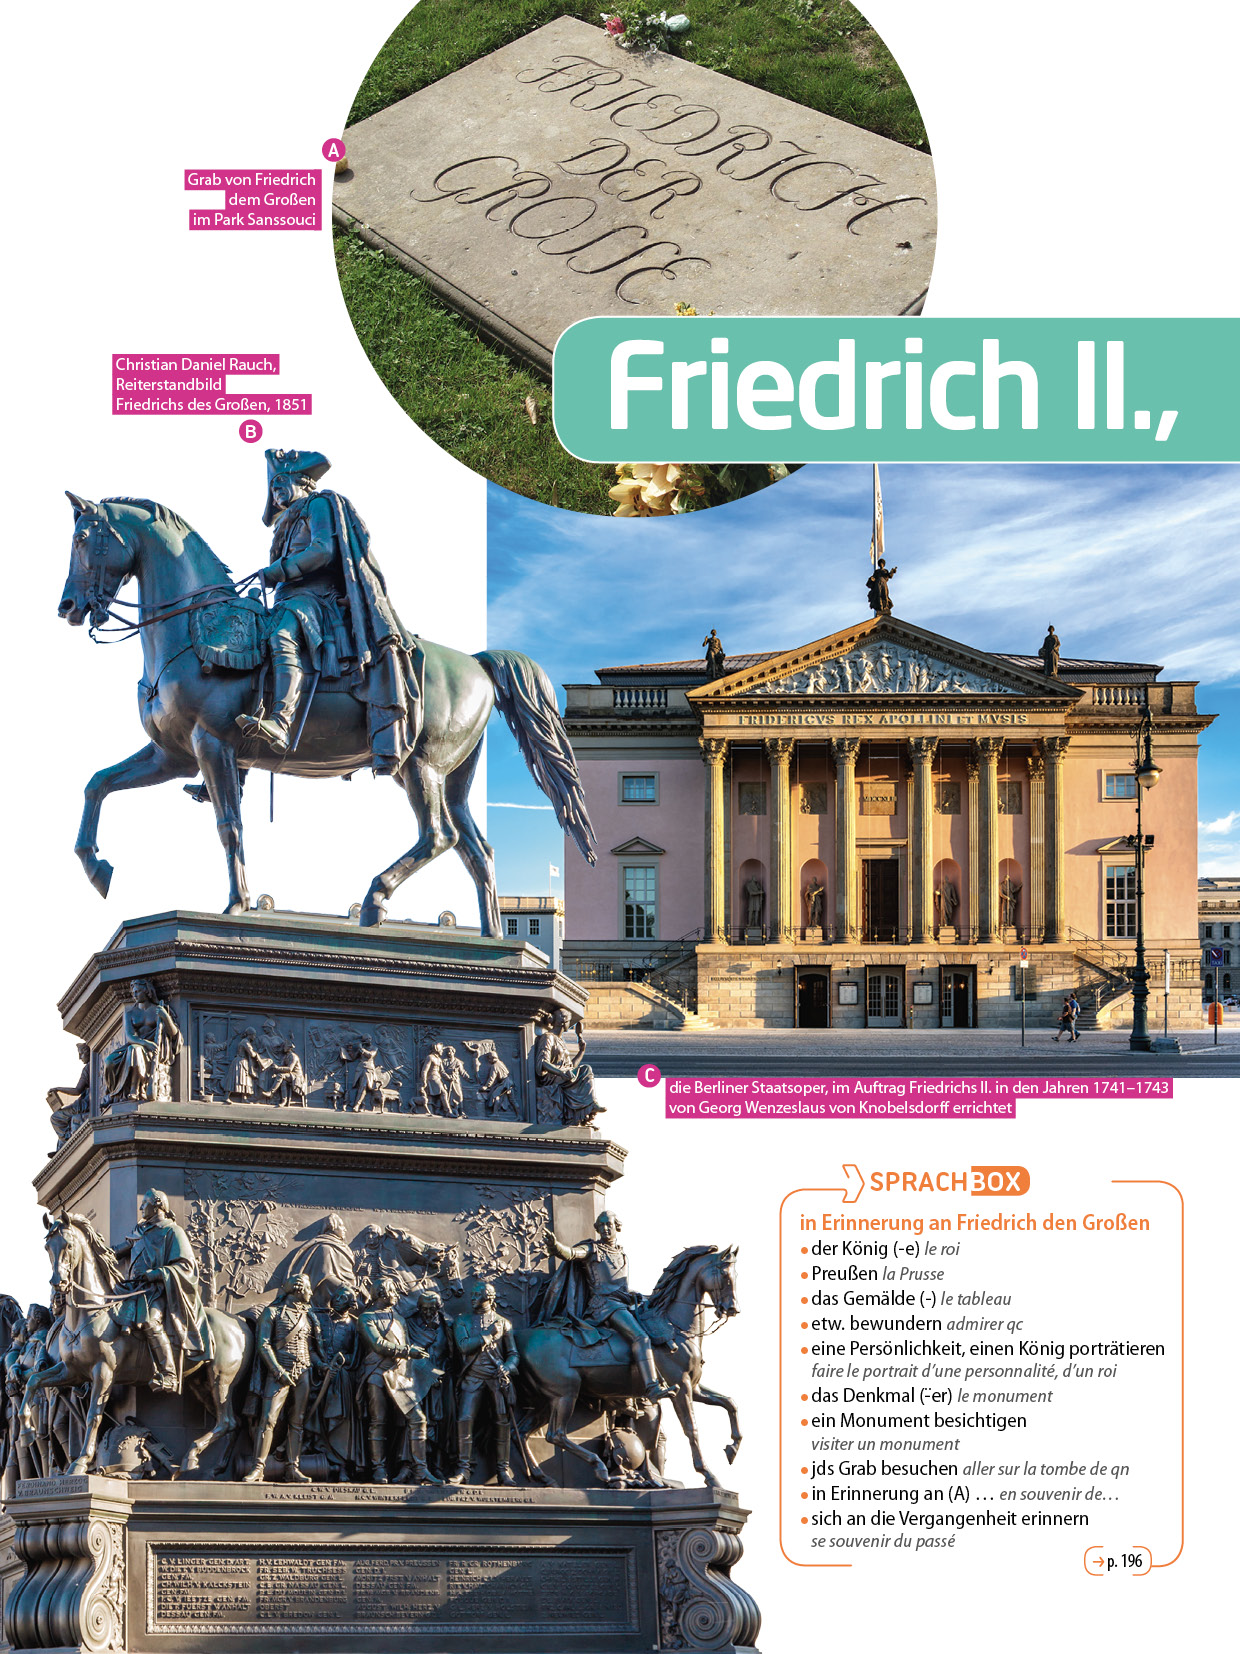 FRIEDRICH
DER
GROSSE
A
Grab von Friedrich
dem Großen
im Park Sanssouci
Friedrich II.,
Christian Daniel Rauch,
Reiterstandbild
Friedrichs des Großen, 1851
B
FRIDERICVS REX APOLLINI ET MVSIS
C
die Berliner Staatsoper, im Auftrag Friedrichs II. in den Jahren 1741–1743
von Georg Wenzeslaus von Knobelsdorff errichtet
SPRACHBOX
in Erinnerung an Friedrich den Großen
• der König (-e) le roi
• Preußen la Prusse
• das Gemälde (-) le tableau
• etw. bewundern admirer qc
• eine Persönlichkeit, einen König porträtieren
faire le portrait d'une personnalité, d'un roi
• das Denkmal (¨-er) le monument
• ein Monument besichtigen
visiter un monument
• jds Grab besuchen aller sur la tombe de qn
• in Erinnerung an (A) … en souvenir de…
• sich an die Vergangenheit erinnern
se souvenir du passé
→ p. 196